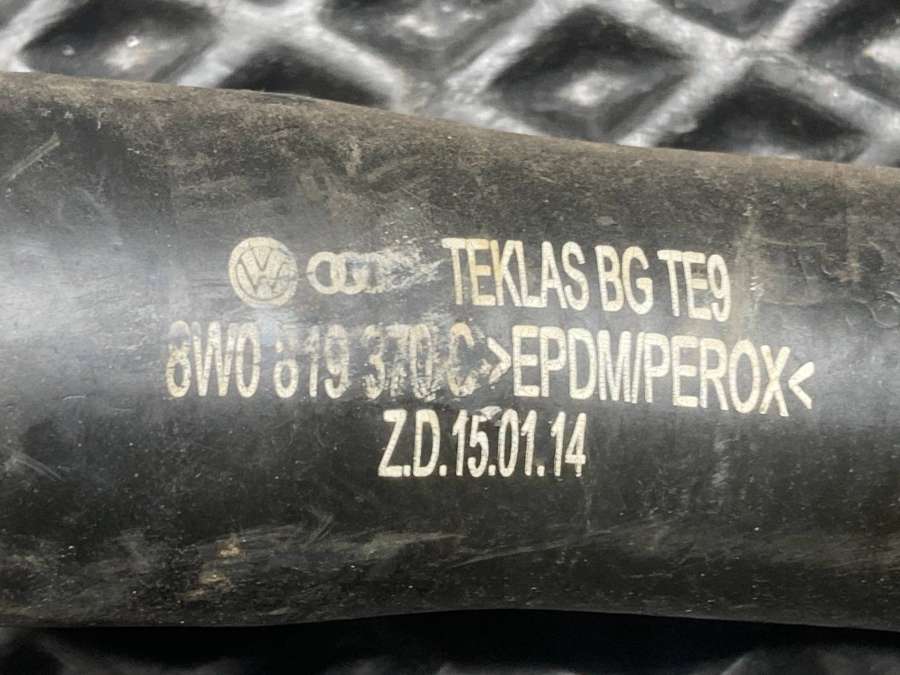 TEKLAS BG TE9
8W0 819 370 C >EPDM/PEROX<
Z.D.15.01.14